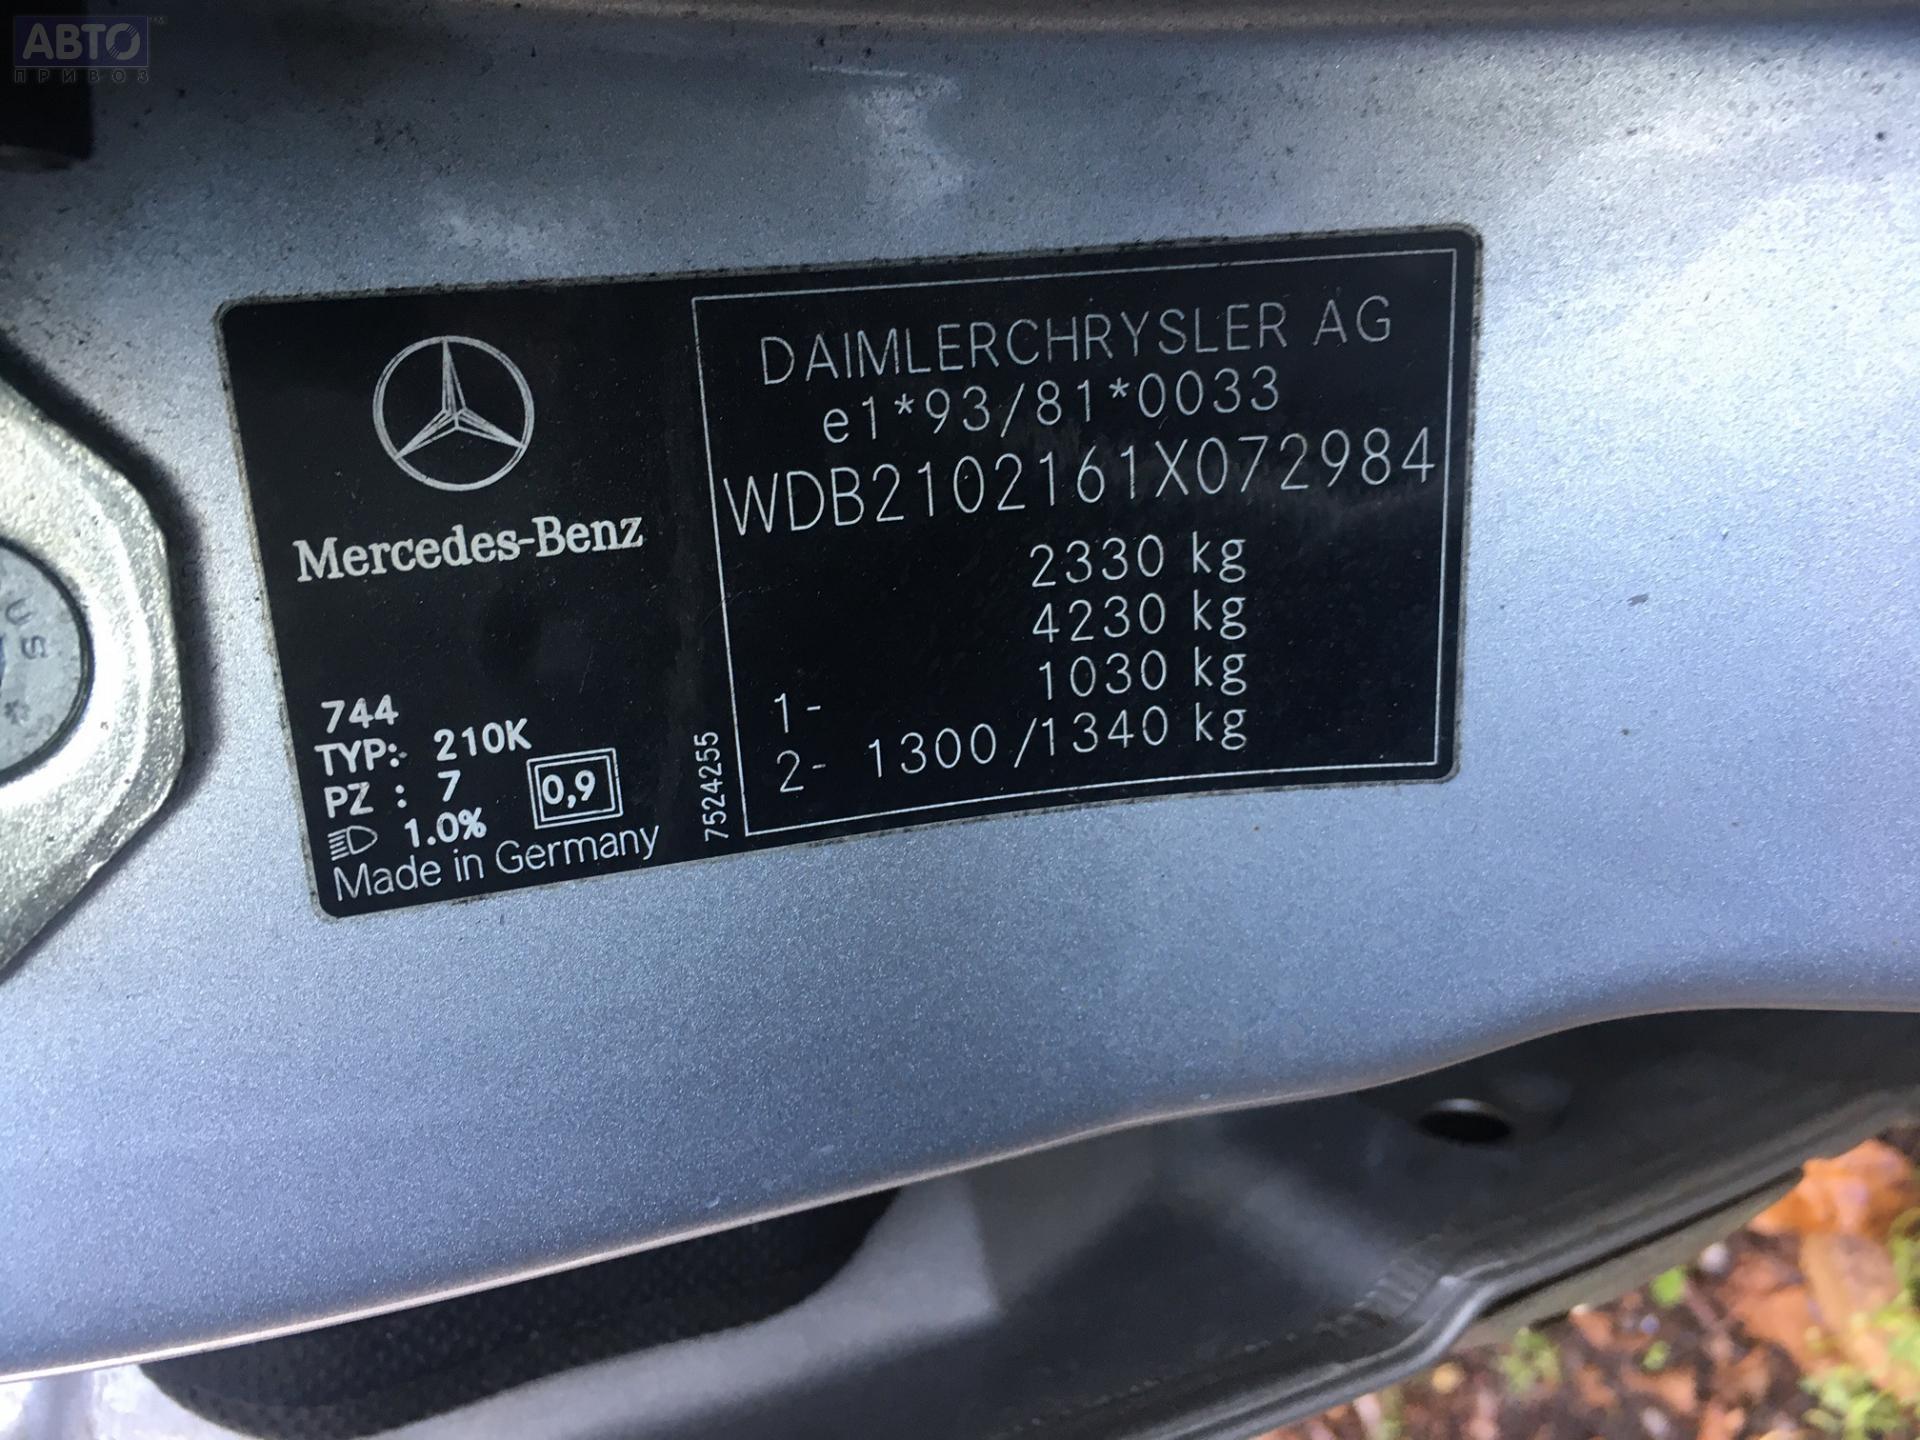 АВТО
ПРИВОЗ
Mercedes-Benz
744
TYP: 210K
PZ : 7
0,9
1.0%
Made in Germany
7524255
DAIMLERCHRYSLER AG
e1*93/81*0033
WDB2102161X072984
2330 kg
4230 kg
1- 1030 kg
2- 1300/1340 kg
US